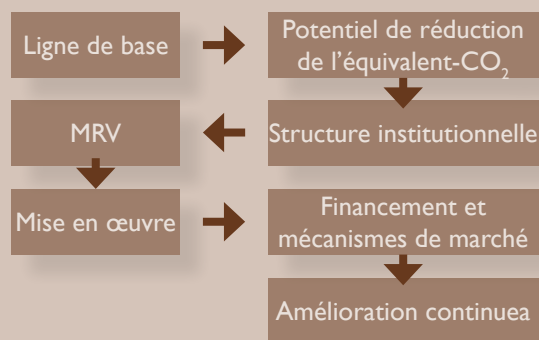 Ligne de base
Potentiel de réduction
de l’équivalent-CO₂
MRV
Structure institutionnelle
Mise en œuvre
Financement et
mécanismes de marché
Amélioration continuea